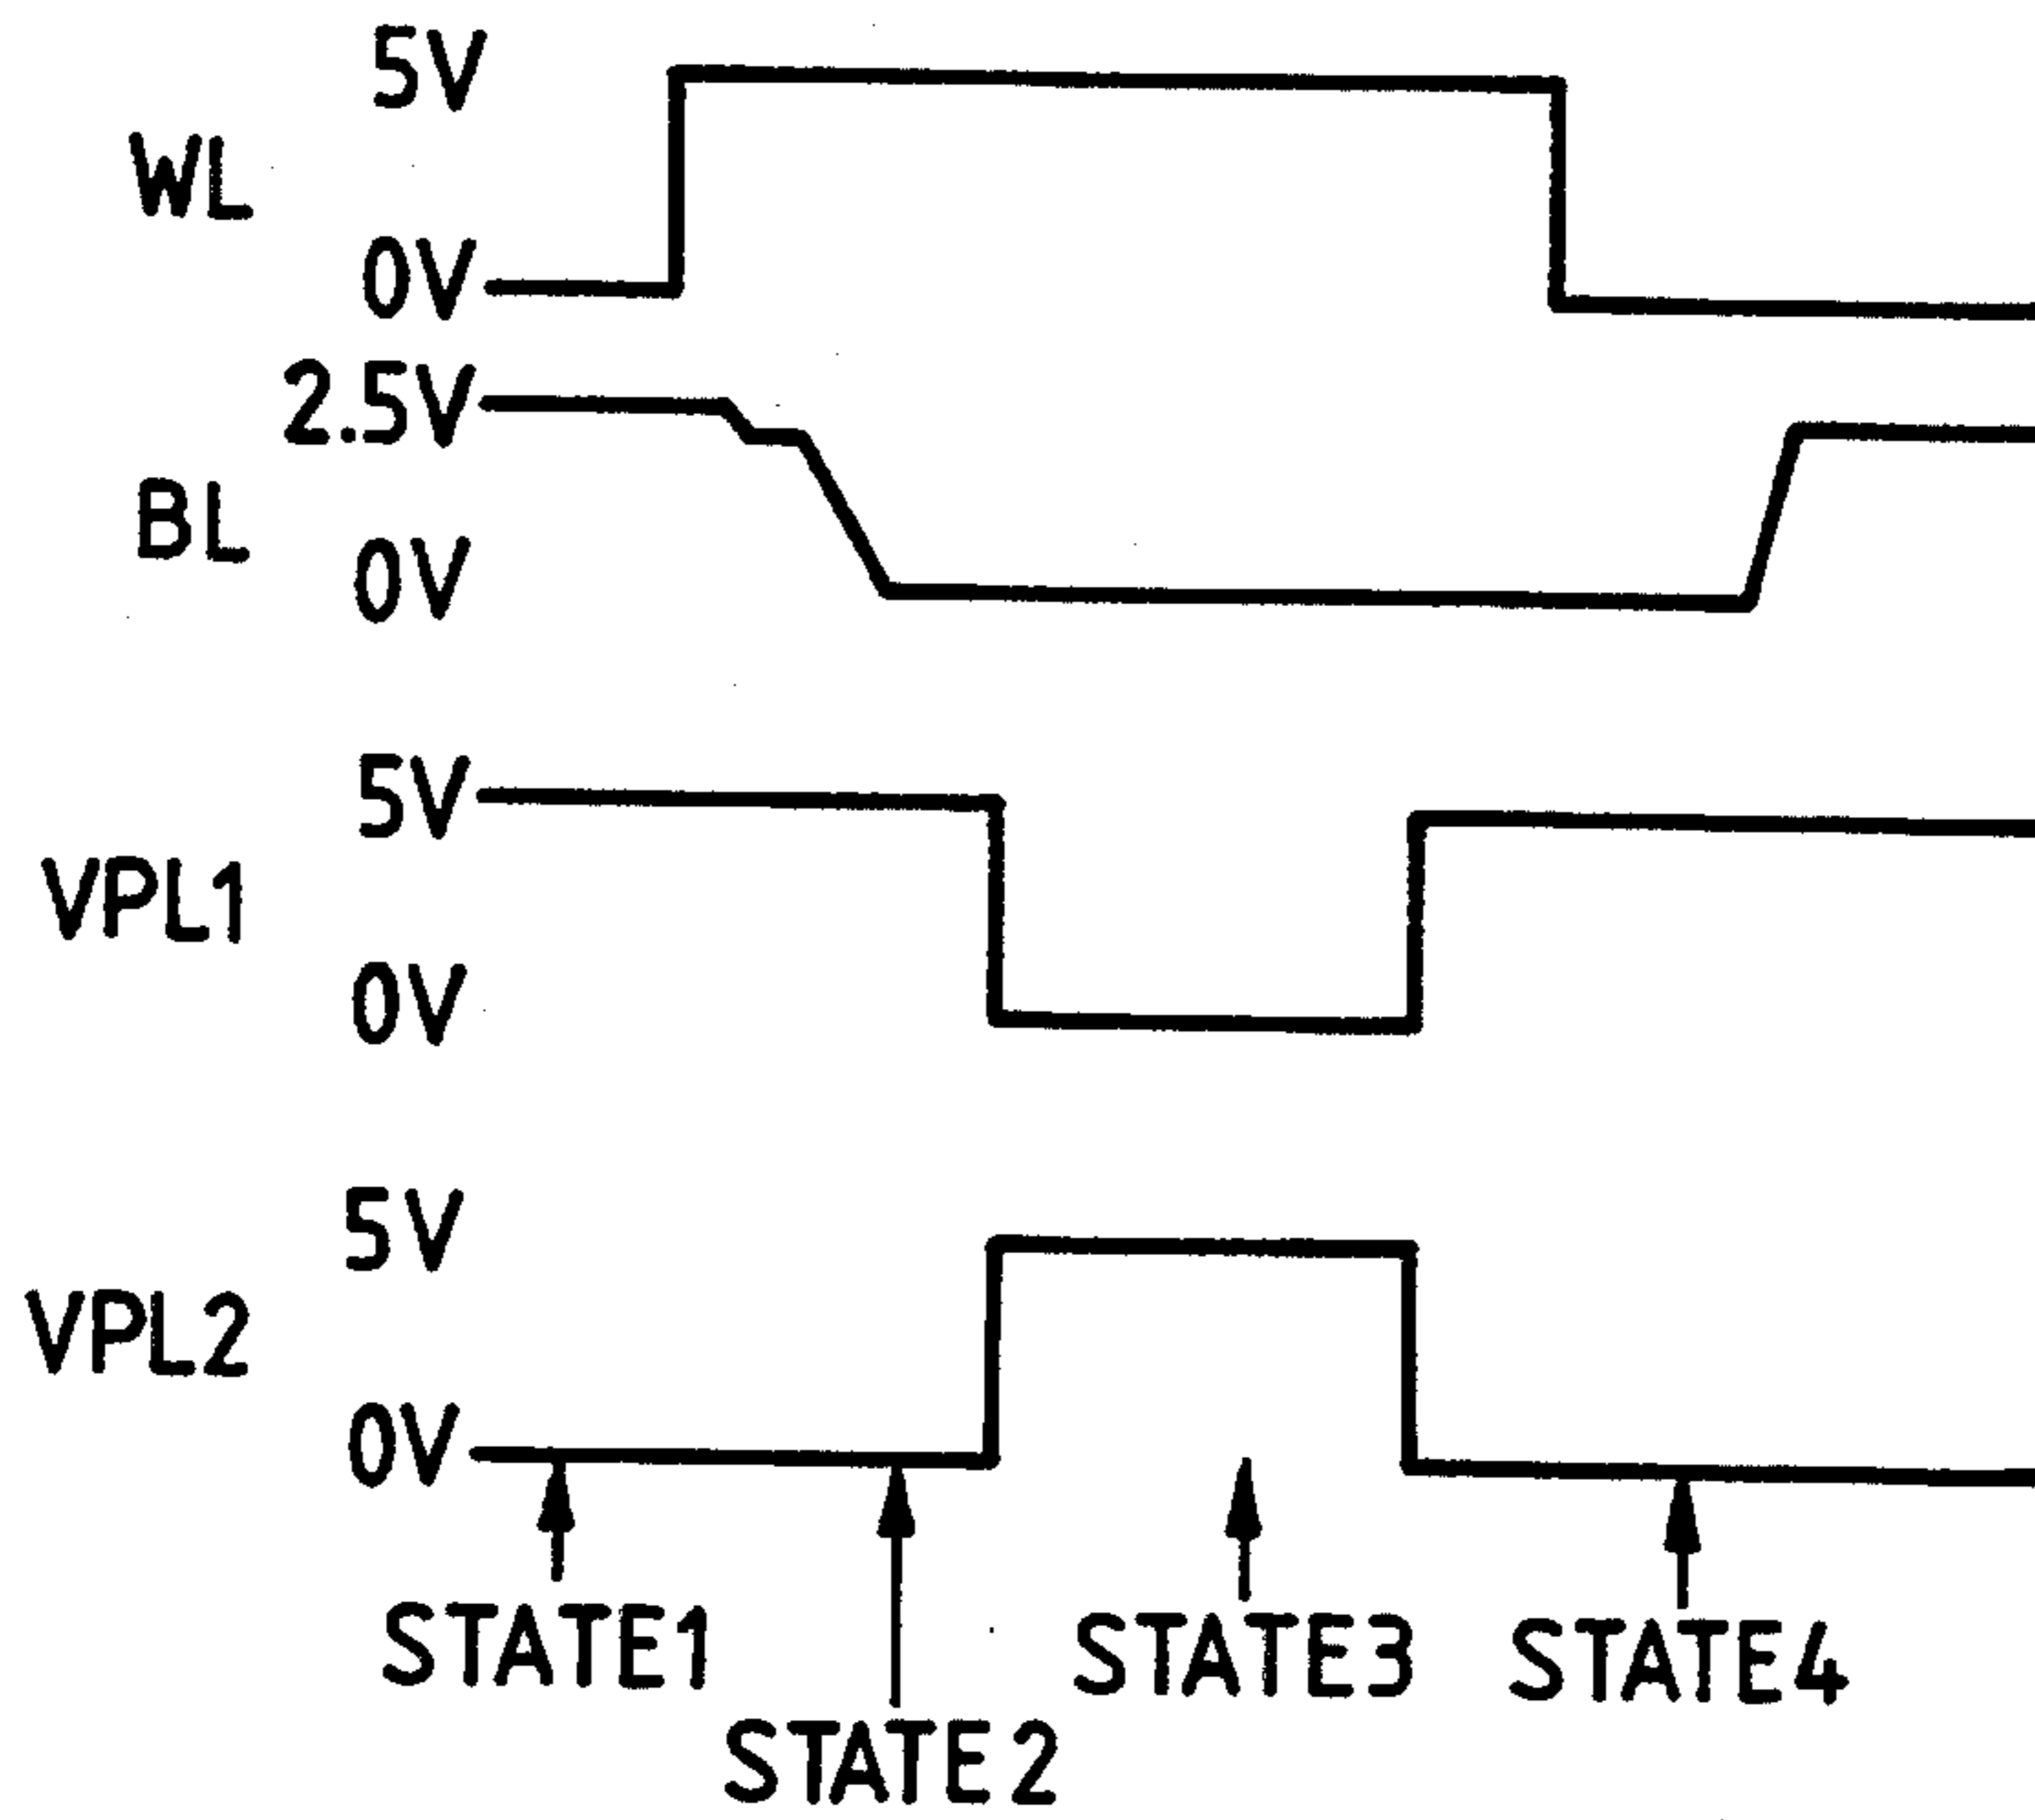 5V
WL
0V
2.5V
BL
0V
5V
VPL1
0V
5V
VPL2
0V
STATE1
STATE2
STATE3
STATE4